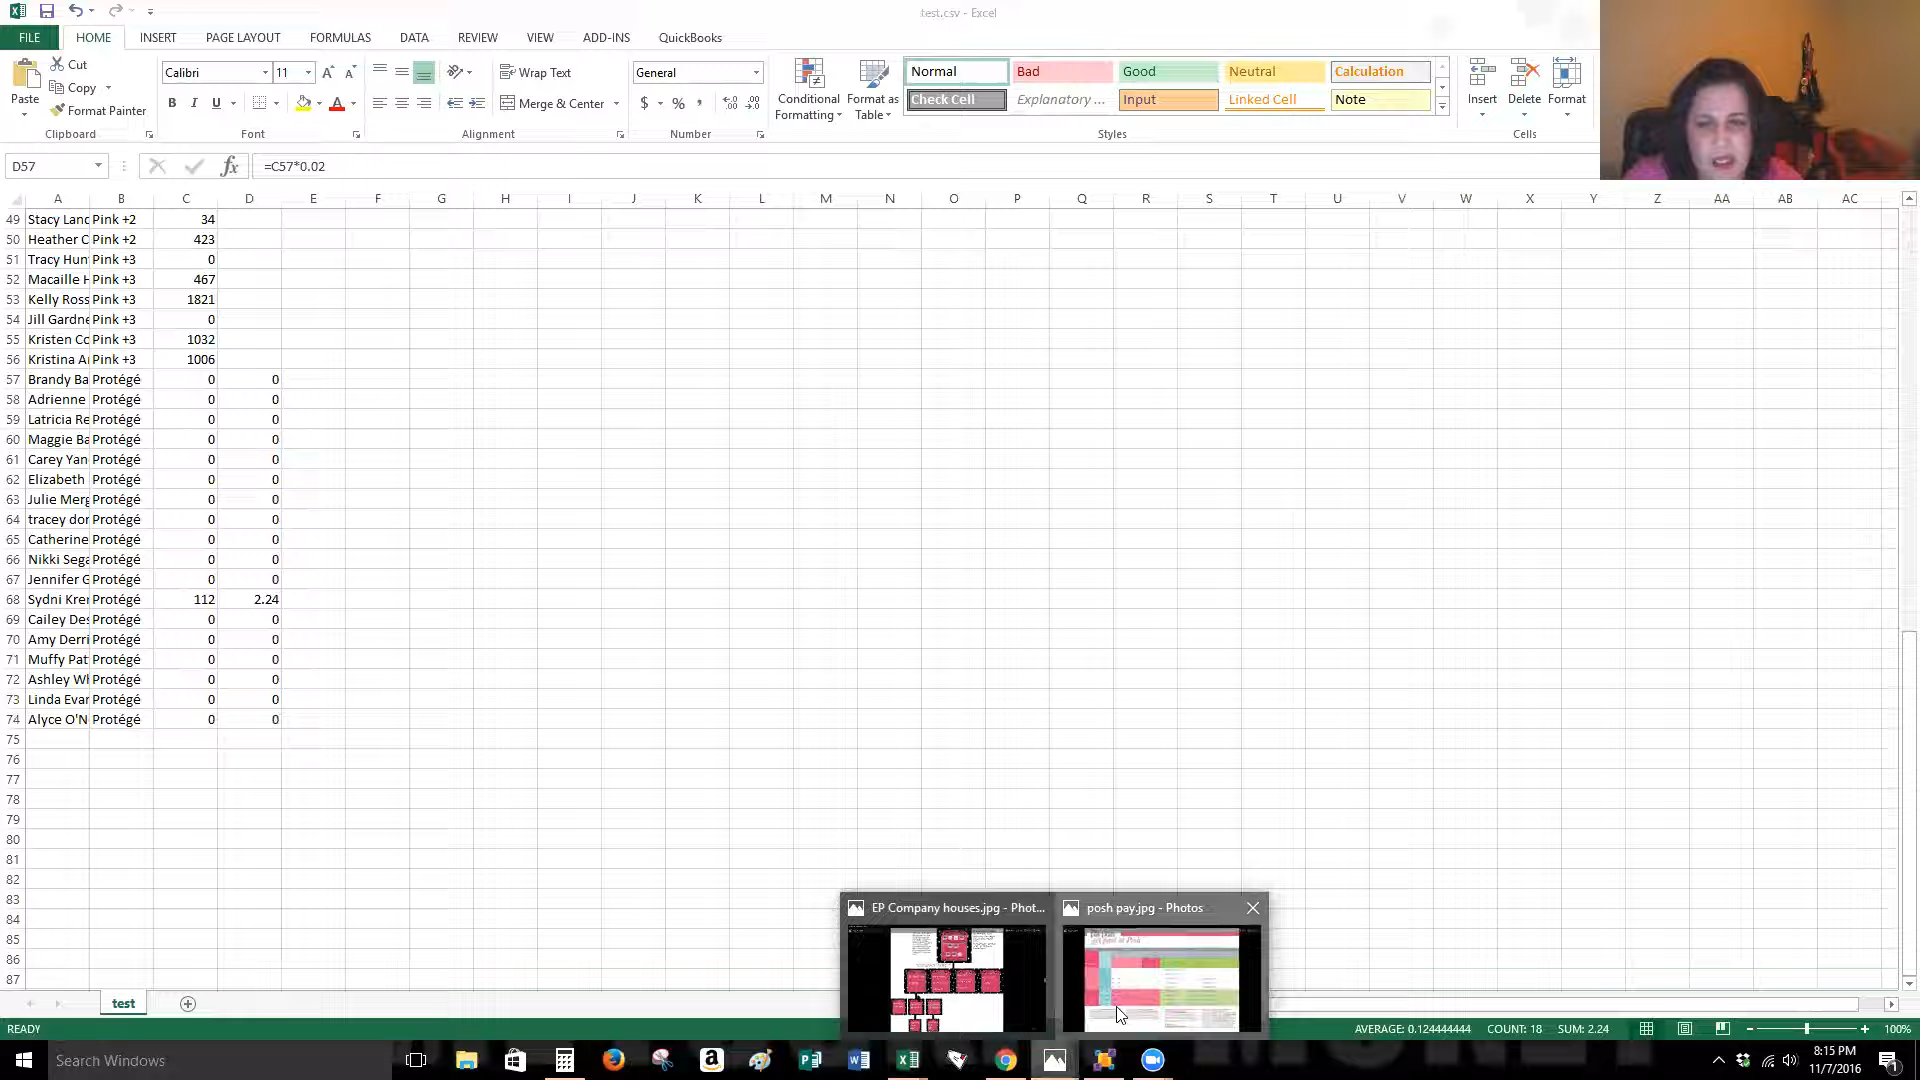 test.csv - Excel
FILE HOME INSERT PAGE LAYOUT FORMULAS DATA REVIEW VIEW ADD-INS QuickBooks
Paste Cut Copy Format Painter Clipboard
Calibri 11 B I U A Font
Wrap Text Merge & Center Alignment
General $ % Number
Conditional Formatting Format as Table
Normal Bad Good Neutral Calculation
Check Cell Explanatory ... Input Linked Cell Note
Styles
Insert Delete Format
Cells
D57 fx =C57*0.02
A B C D E F G H I J K L M N O P Q R S T U V W X Y Z AA AB AC
49 Stacy Lanc Pink +2 34
50 Heather C Pink +2 423
51 Tracy Hun Pink +3 0
52 Macaille H Pink +3 467
53 Kelly Ross Pink +3 1821
54 Jill Gardne Pink +3 0
55 Kristen Co Pink +3 1032
56 Kristina A Pink +3 1006
57 Brandy Ba Protégé 0 0
58 Adrienne Protégé 0 0
59 Latricia Re Protégé 0 0
60 Maggie Ba Protégé 0 0
61 Carey Yan Protégé 0 0
62 Elizabeth Protégé 0 0
63 Julie Merg Protégé 0 0
64 tracey dor Protégé 0 0
65 Catherine Protégé 0 0
66 Nikki Sega Protégé 0 0
67 Jennifer G Protégé 0 0
68 Sydni Krer Protégé 112 2.24
69 Cailey Des Protégé 0 0
70 Amy Derri Protégé 0 0
71 Muffy Pat Protégé 0 0
72 Ashley Wh Protégé 0 0
73 Linda Evar Protégé 0 0
74 Alyce O'N Protégé 0 0
75
76
77
78
79
80
81
82
83
84
85
86
87
EP Company houses.jpg - Phot... posh pay.jpg - Photos
test
READY AVERAGE: 0.124444444 COUNT: 18 SUM: 2.24 100%
Search Windows
8:15 PM
11/7/2016